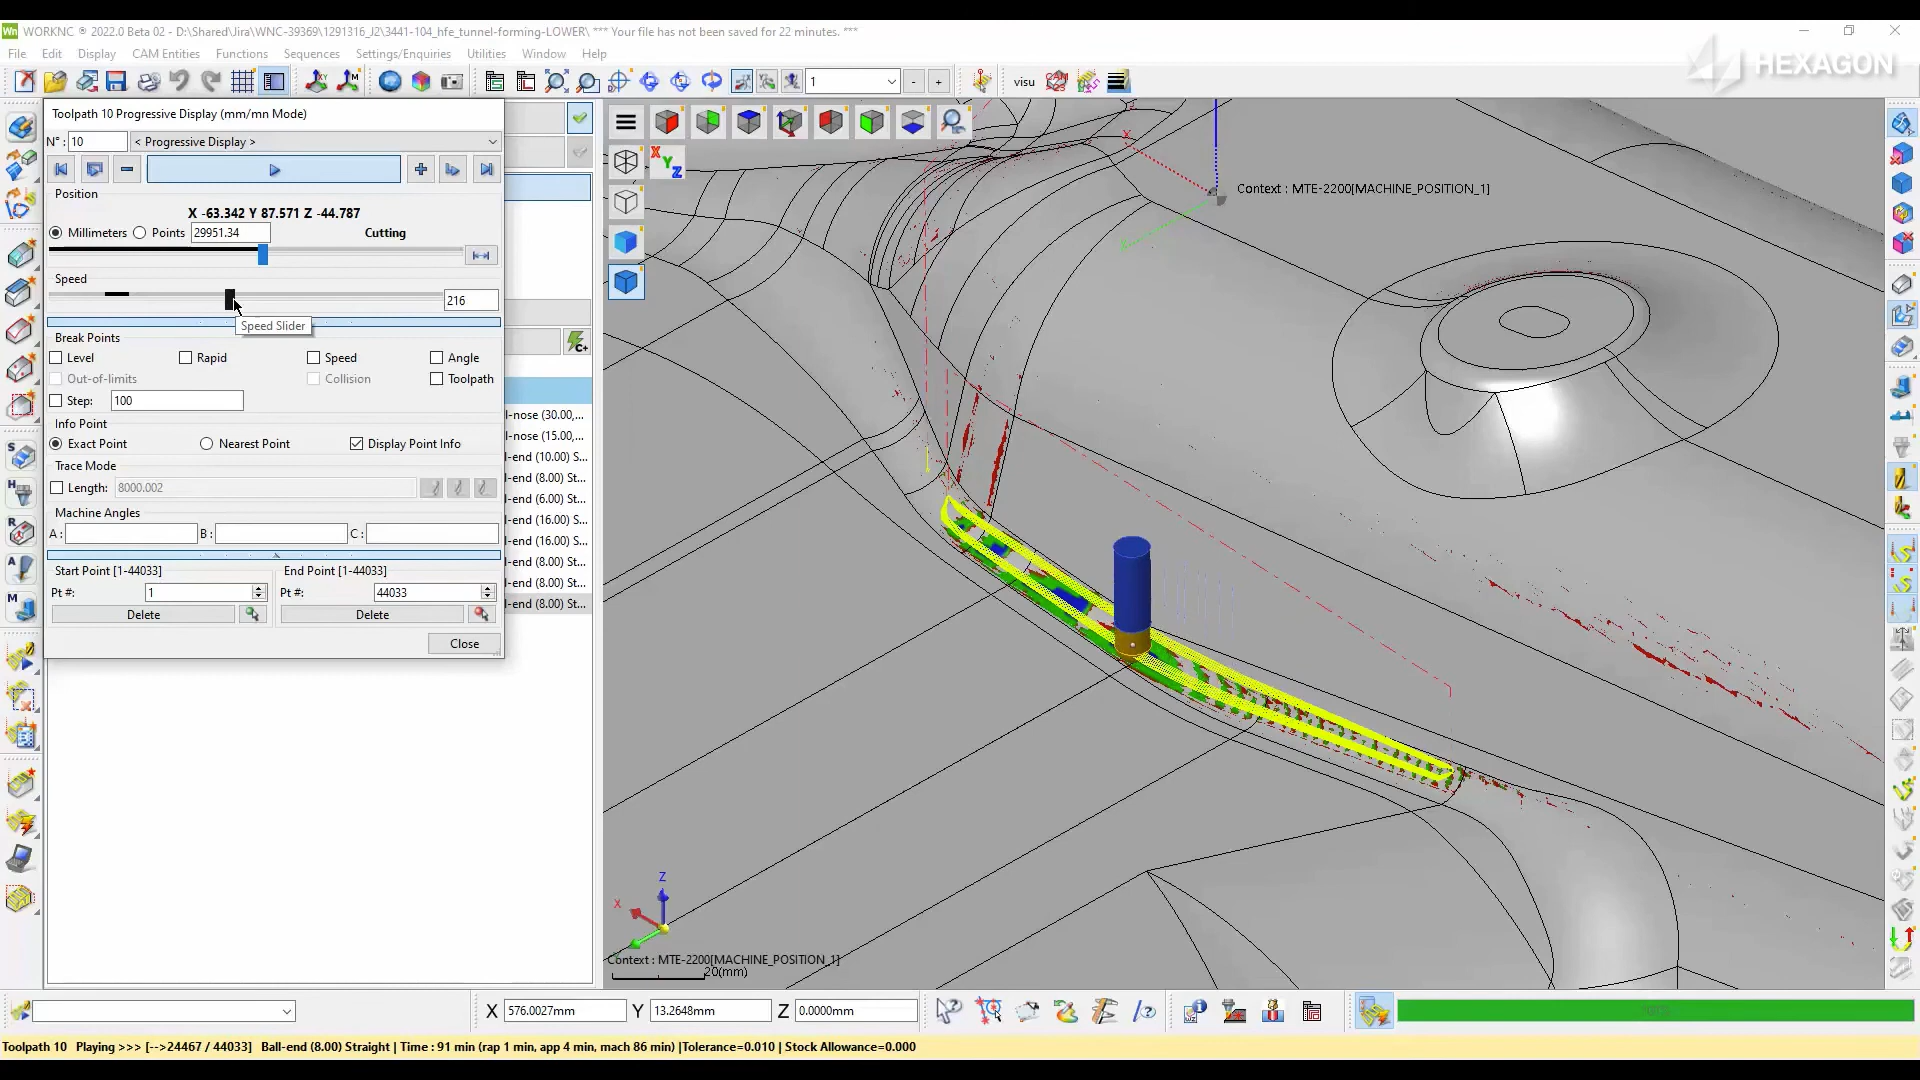 Wn WORKNC ® 2022.0 Beta 02 - D:\Shared\Jira\WNC-39369\1291316_J2\3441-104_hfe_tunnel-forming-LOWER\ *** Your file has not been saved for 22 minutes. ***
File Edit Display CAM Entities Functions Sequences Settings/Enquiries Utilities Window Help
HEXAGON
1 - + visu
Toolpath 10 Progressive Display (mm/mn Mode)
N° : 10 < Progressive Display >
Position
X -63.342 Y 87.571 Z -44.787
Millimeters Points 29951.34 Cutting
Speed
216
Speed Slider
Break Points
Level Rapid Speed Angle
Out-of-limits Collision Toolpath
Step: 100
Info Point
Exact Point Nearest Point Display Point Info
Trace Mode
Length: 8000.002
Machine Angles
A : B : C :
Start Point [1-44033] End Point [1-44033]
Pt #: 1 Pt #: 44033
Delete Delete
Close
l-nose (30.00,...
l-nose (15.00,...
l-end (10.00) S...
l-end (8.00) St...
l-end (6.00) St...
l-end (16.00) S...
l-end (16.00) S...
l-end (8.00) St...
l-end (8.00) St...
l-end (8.00) St...
X Y Z
X
Context : MTE-2200[MACHINE_POSITION_1]
Z
X
Context : MTE-2200[MACHINE_POSITION_1]
20(mm)
X 576.0027mm Y 13.2648mm Z 0.0000mm
Toolpath 10 Playing >>> [-->24467 / 44033] Ball-end (8.00) Straight | Time : 91 min (rap 1 min, app 4 min, mach 86 min) |Tolerance=0.010 | Stock Allowance=0.000